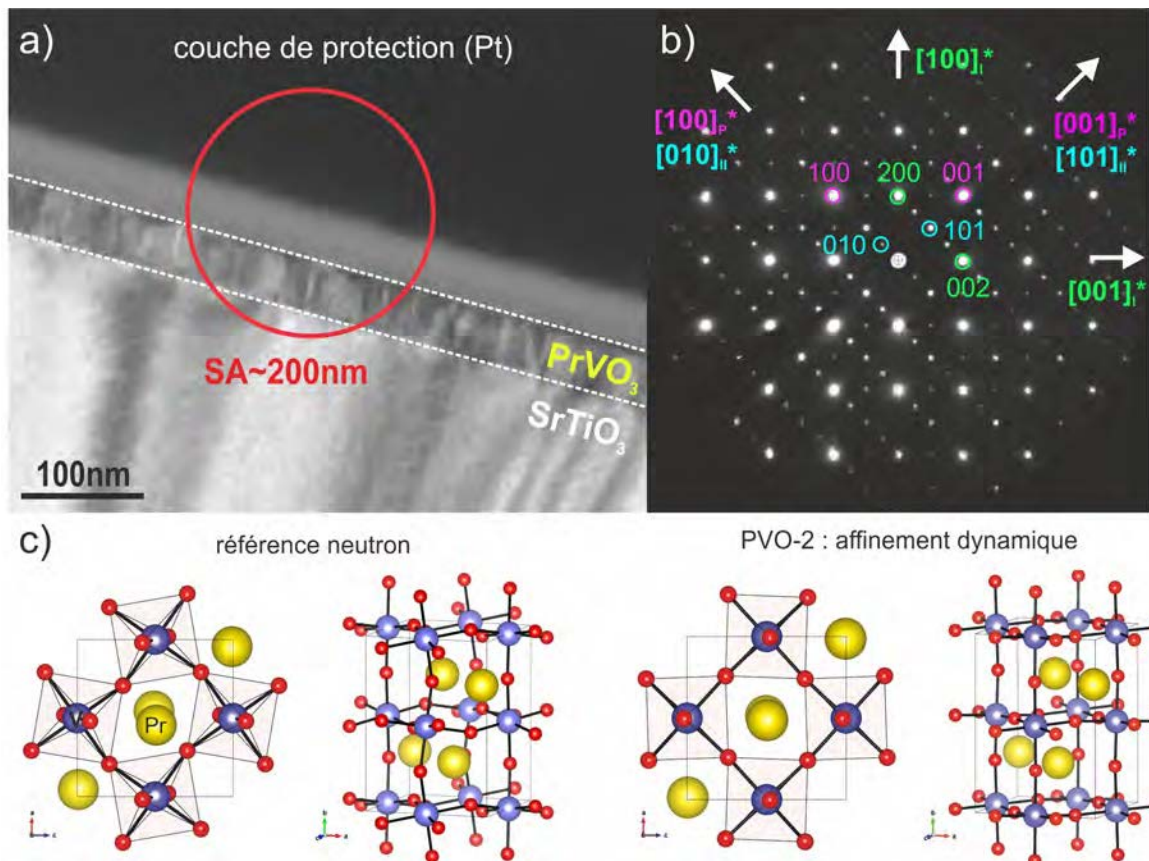 a)
couche de protection (Pt)
SA~200nm
PrVO₃
SrTiO₃
100nm
b)
[100]ᵢ*
[100]ₚ*
[010]ᵢᵢ*
[001]ₚ*
[101]ᵢᵢ*
100
200
001
010
101
002
[001]ᵢ*
c)
référence neutron
PVO-2 : affinement dynamique
V
Pr
a
c
b
a
a
c
b
a